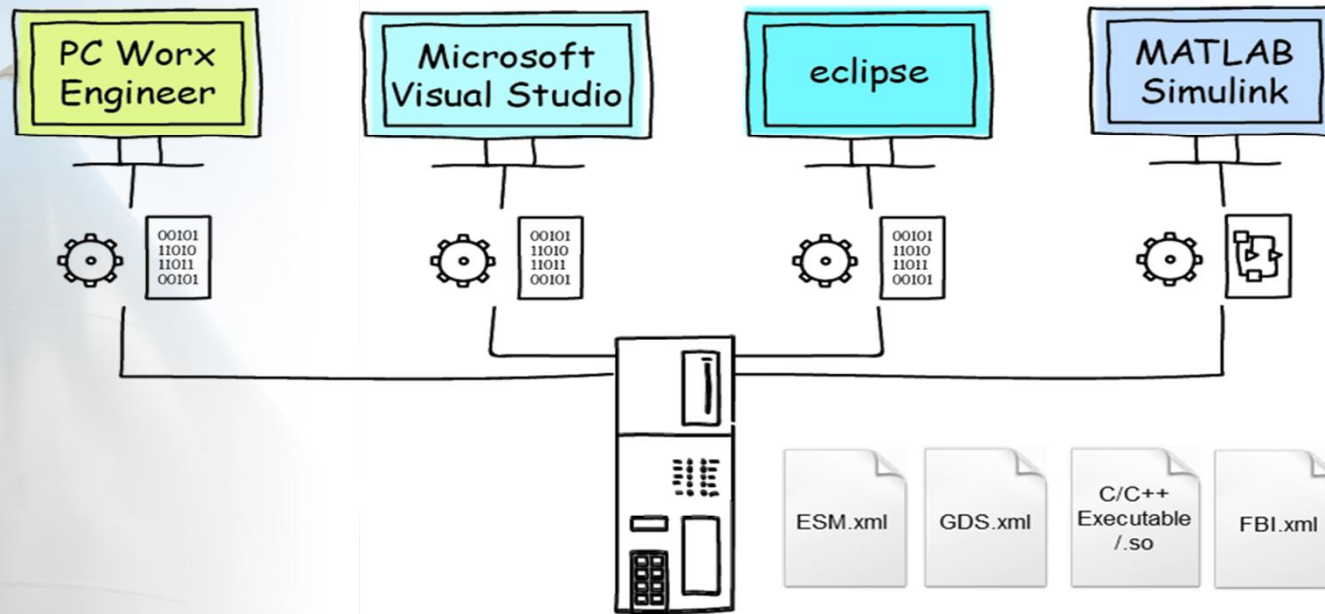 PC Worx
Engineer
Microsoft
Visual Studio
eclipse
MATLAB
Simulink
00101
11010
11011
00101
00101
11010
11011
00101
00101
11010
11011
00101
ESM.xml
GDS.xml
C/C++
Executable
/.so
FBI.xml